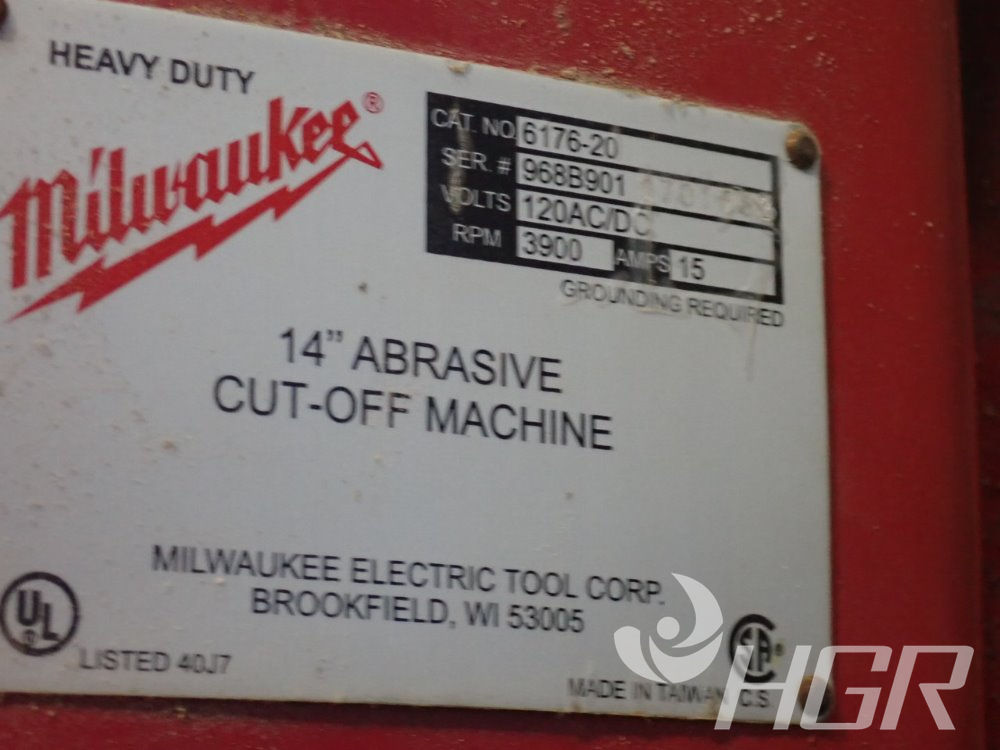 HEAVY DUTY
Milwaukee®
CAT. NO. 6176-20
SER. # 968B901
VOLTS 120AC/DC
RPM 3900 AMPS 15
GROUNDING REQUIRED
14" ABRASIVE
CUT-OFF MACHINE
MILWAUKEE ELECTRIC TOOL CORP.
BROOKFIELD, WI 53005
UL
LISTED 40J7
MADE IN TAIWAN
HGR